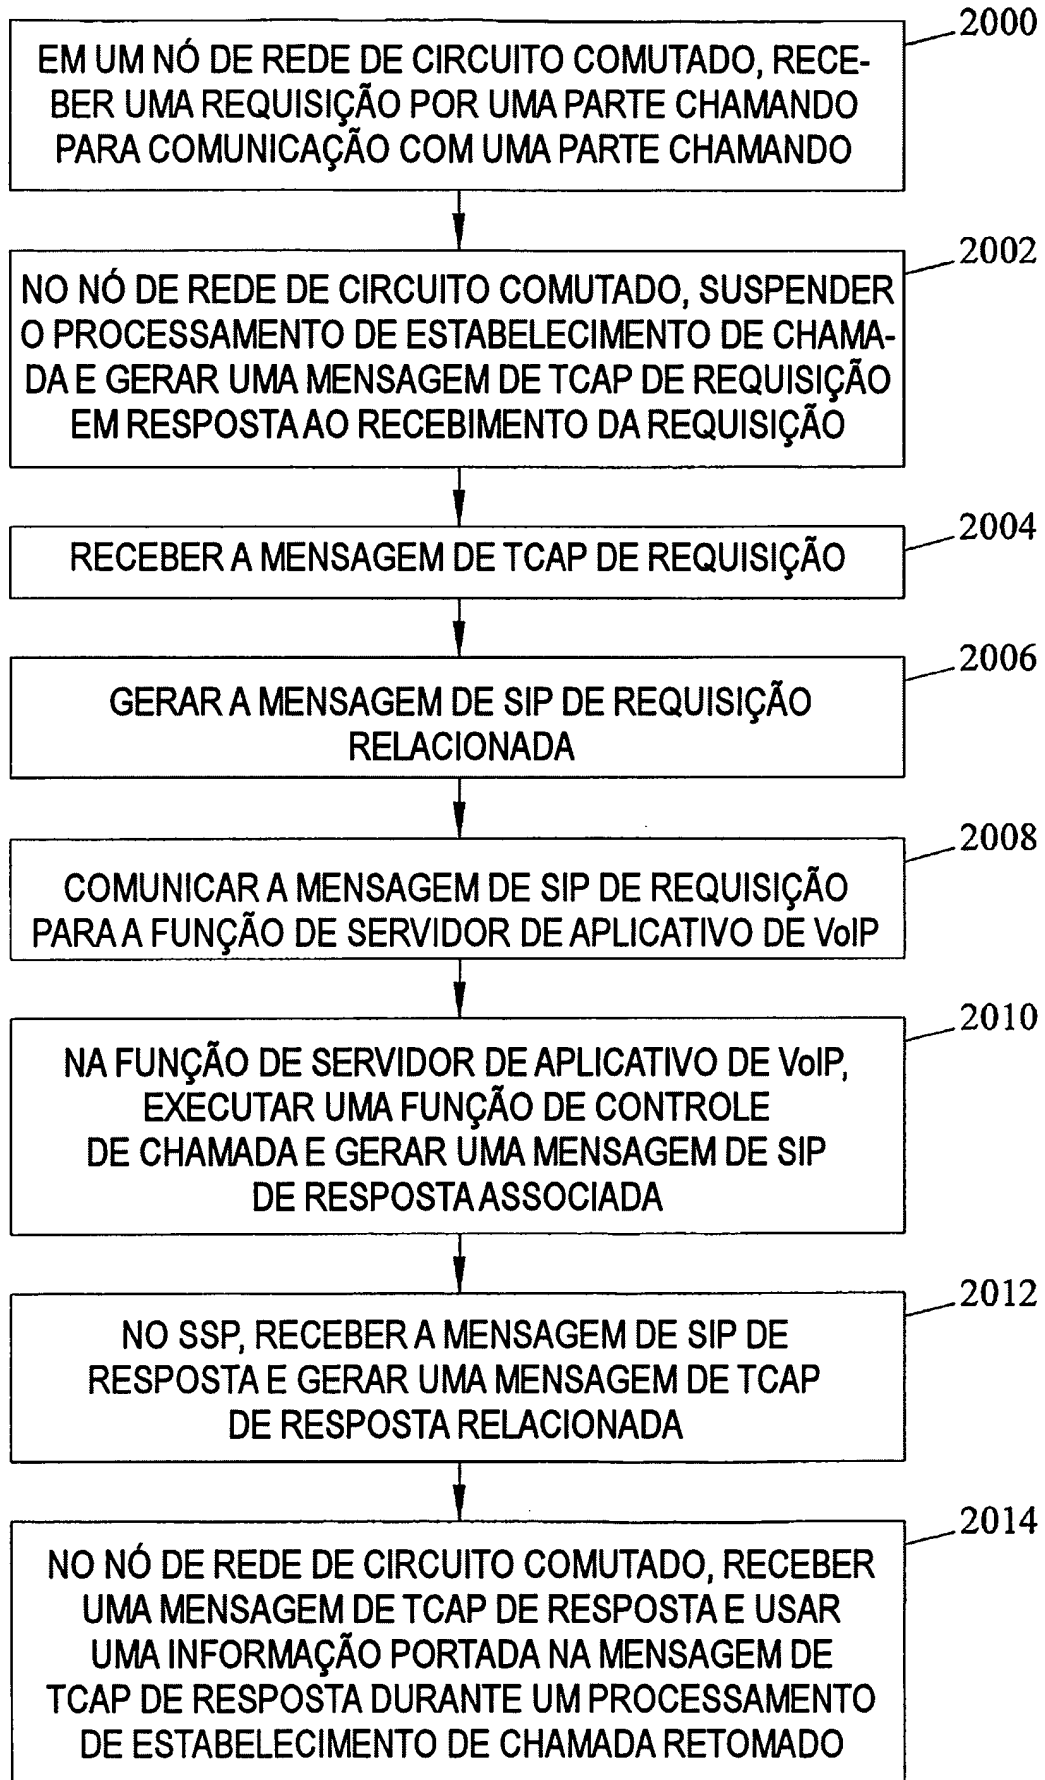 2000
EM UM NÓ DE REDE DE CIRCUITO COMUTADO, RECE-
BER UMA REQUISIÇÃO POR UMA PARTE CHAMANDO
PARA COMUNICAÇÃO COM UMA PARTE CHAMANDO
2002
NO NÓ DE REDE DE CIRCUITO COMUTADO, SUSPENDER
O PROCESSAMENTO DE ESTABELECIMENTO DE CHAMA-
DA E GERAR UMA MENSAGEM DE TCAP DE REQUISIÇÃO
EM RESPOSTA AO RECEBIMENTO DA REQUISIÇÃO
2004
RECEBER A MENSAGEM DE TCAP DE REQUISIÇÃO
2006
GERAR A MENSAGEM DE SIP DE REQUISIÇÃO
RELACIONADA
2008
COMUNICAR A MENSAGEM DE SIP DE REQUISIÇÃO
PARA A FUNÇÃO DE SERVIDOR DE APLICATIVO DE VoIP
2010
NA FUNÇÃO DE SERVIDOR DE APLICATIVO DE VoIP,
EXECUTAR UMA FUNÇÃO DE CONTROLE
DE CHAMADA E GERAR UMA MENSAGEM DE SIP
DE RESPOSTA ASSOCIADA
2012
NO SSP, RECEBER A MENSAGEM DE SIP DE
RESPOSTA E GERAR UMA MENSAGEM DE TCAP
DE RESPOSTA RELACIONADA
2014
NO NÓ DE REDE DE CIRCUITO COMUTADO, RECEBER
UMA MENSAGEM DE TCAP DE RESPOSTA E USAR
UMA INFORMAÇÃO PORTADA NA MENSAGEM DE
TCAP DE RESPOSTA DURANTE UM PROCESSAMENTO
DE ESTABELECIMENTO DE CHAMADA RETOMADO